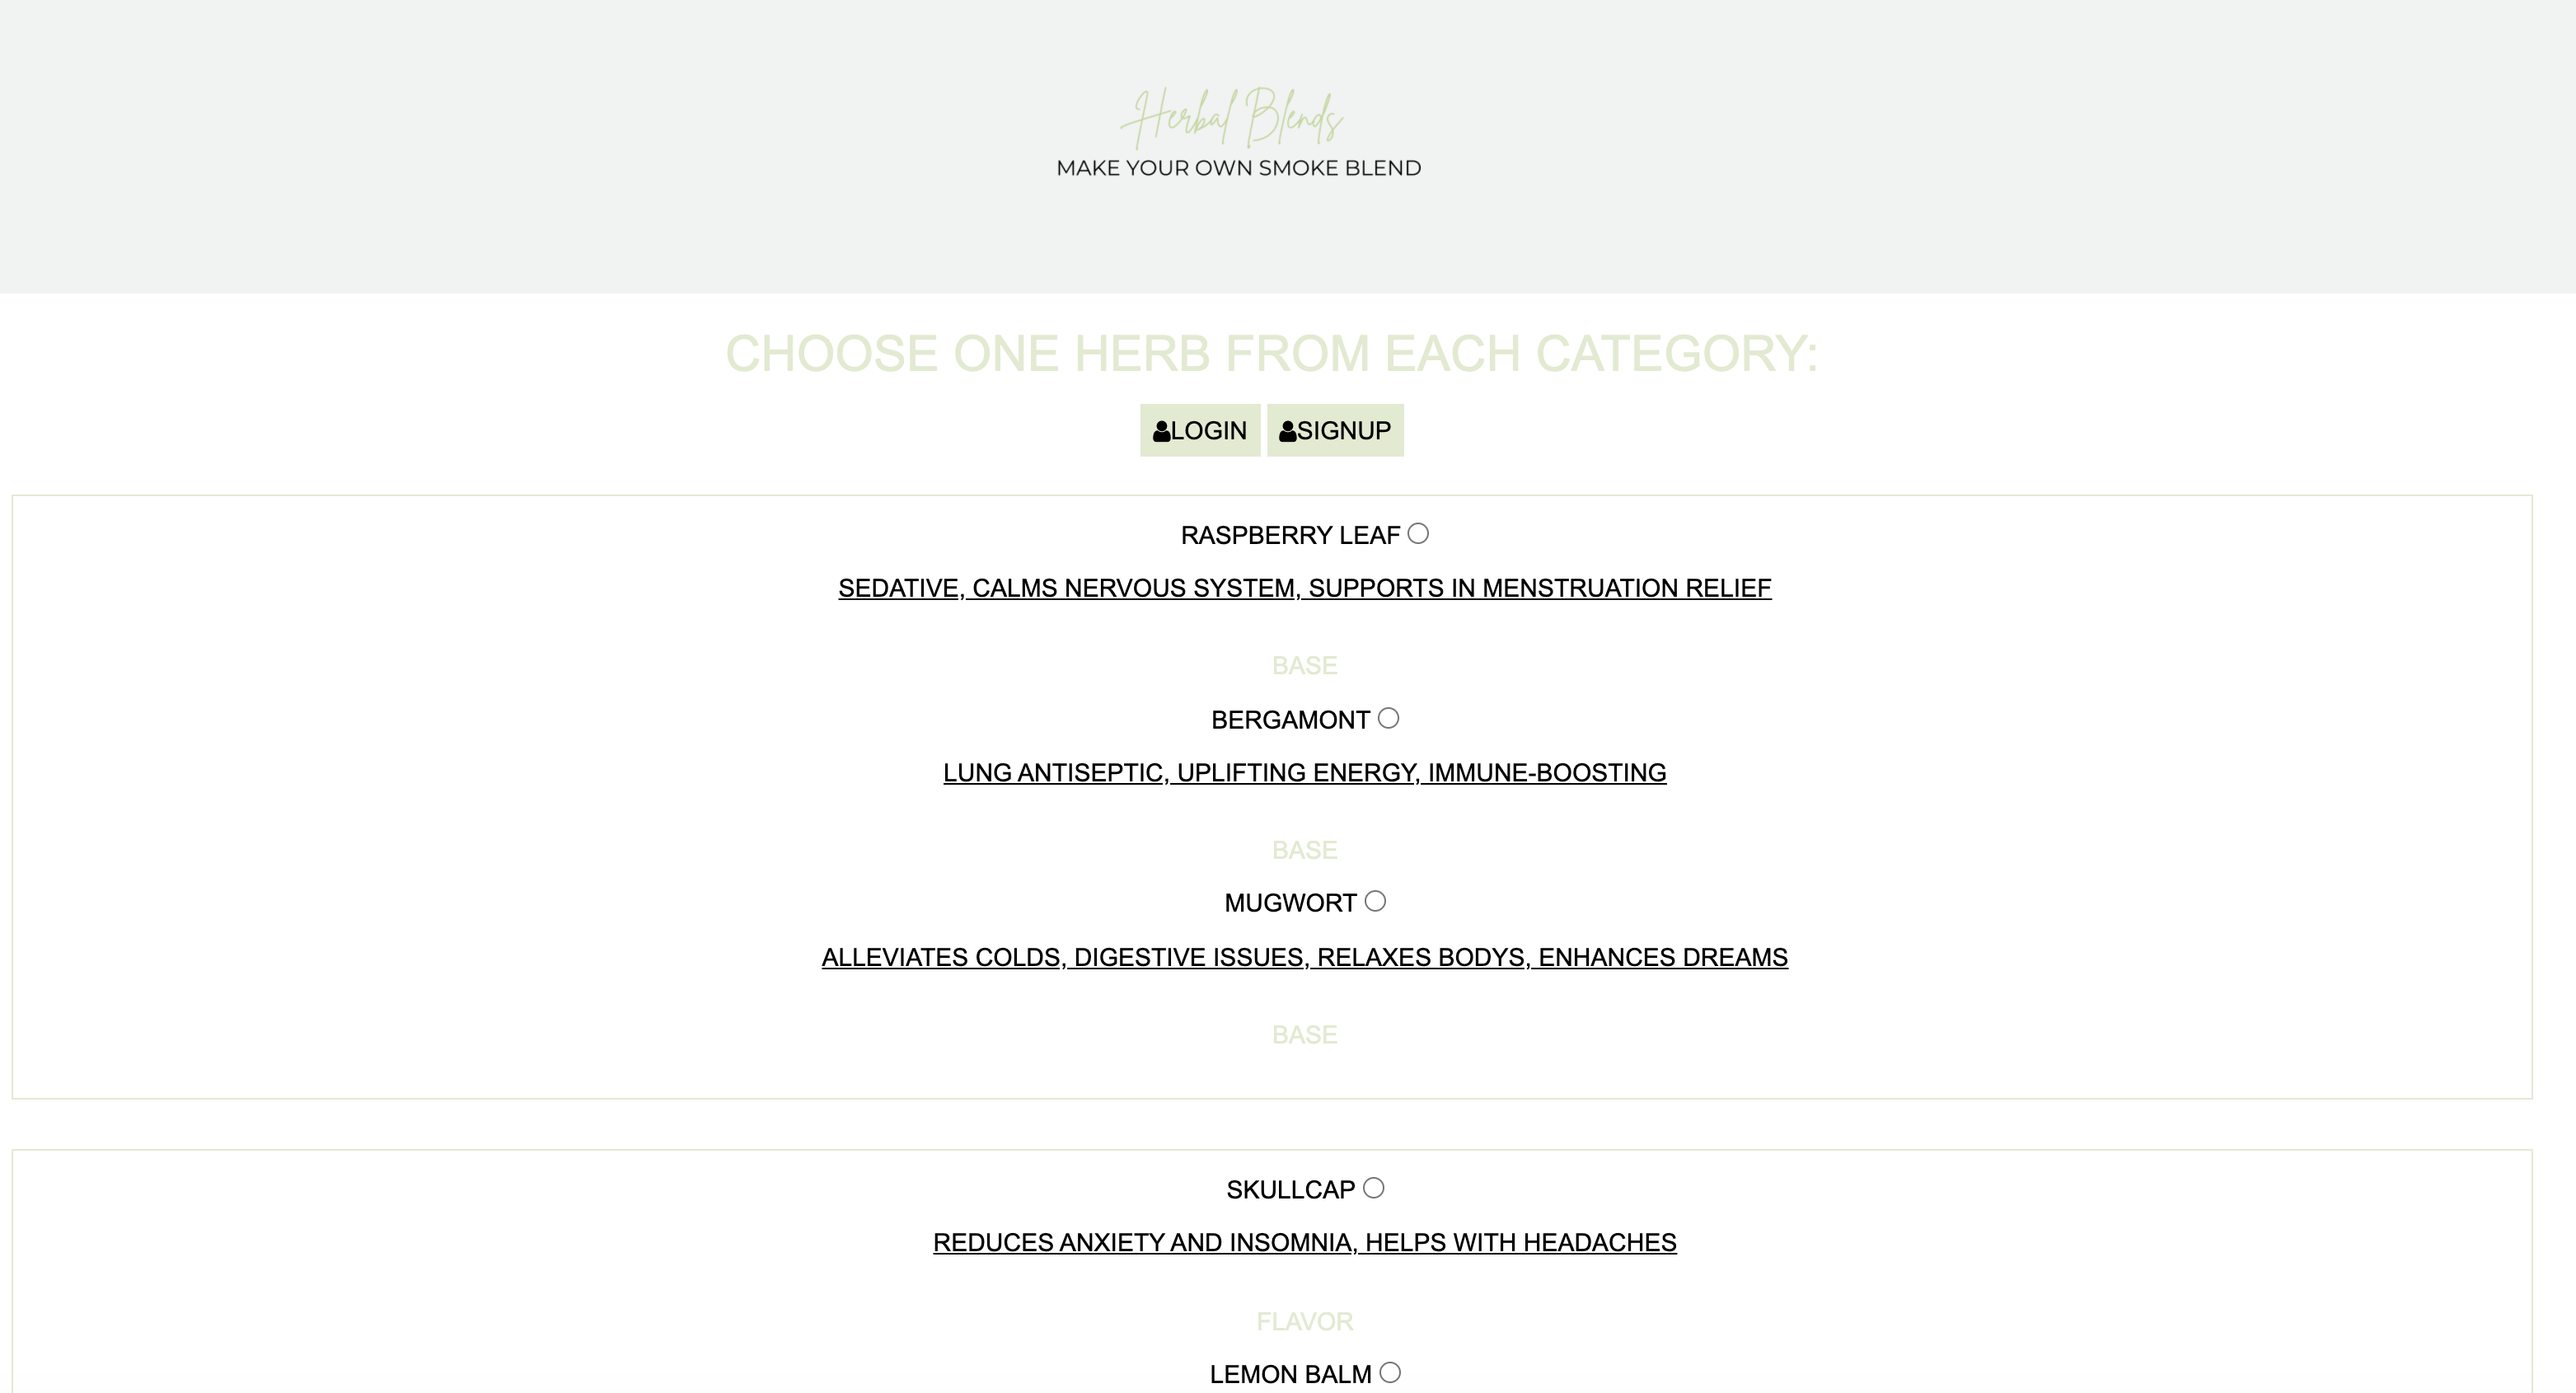 Herbal Blends
MAKE YOUR OWN SMOKE BLEND
CHOOSE ONE HERB FROM EACH CATEGORY:
LOGIN SIGNUP
RASPBERRY LEAF
SEDATIVE, CALMS NERVOUS SYSTEM, SUPPORTS IN MENSTRUATION RELIEF
BASE
BERGAMONT
LUNG ANTISEPTIC, UPLIFTING ENERGY, IMMUNE-BOOSTING
BASE
MUGWORT
ALLEVIATES COLDS, DIGESTIVE ISSUES, RELAXES BODYS, ENHANCES DREAMS
BASE
SKULLCAP
REDUCES ANXIETY AND INSOMNIA, HELPS WITH HEADACHES
FLAVOR
LEMON BALM